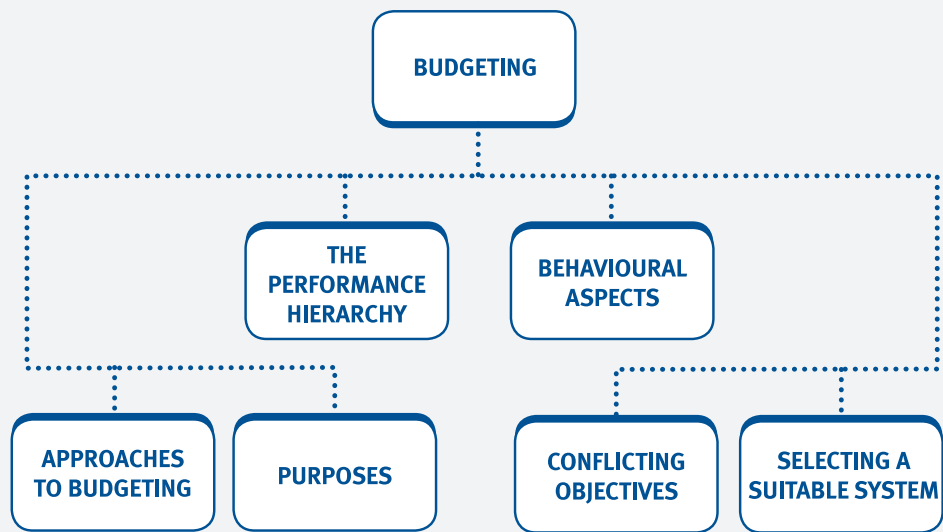 BUDGETING
THE
PERFORMANCE
HIERARCHY
BEHAVIOURAL
ASPECTS
APPROACHES
TO BUDGETING
PURPOSES
CONFLICTING
OBJECTIVES
SELECTING A
SUITABLE SYSTEM